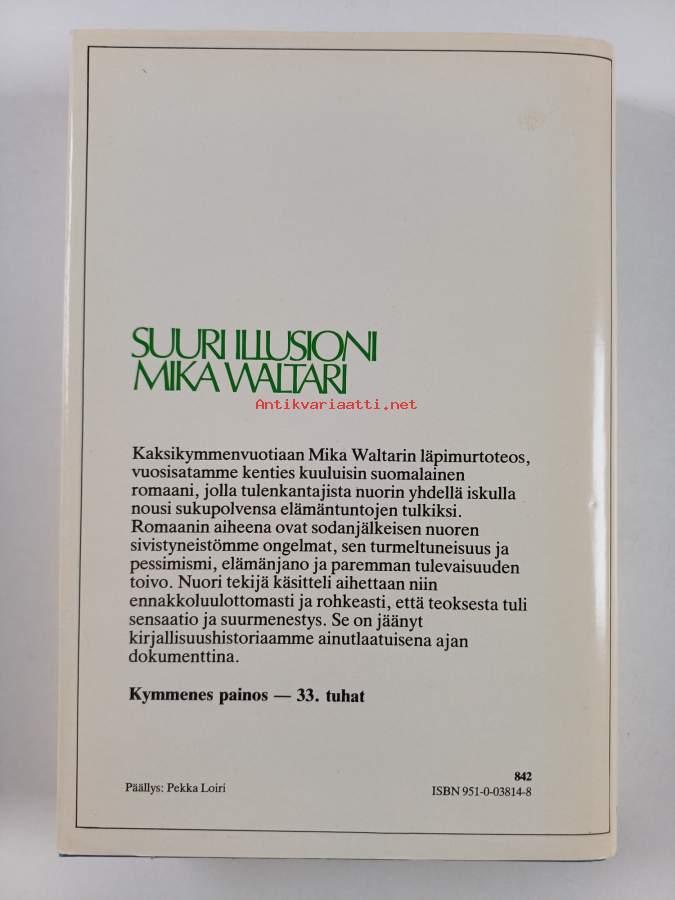 SUURI ILLUSIONI
MIKA WALTARI
Antikvariaatti.net
Kaksikymmenvuotiaan Mika Waltarin läpimurtoteos,
vuosisatamme kenties kuuluisin suomalainen
romaani, jolla tulenkantajista nuorin yhdellä iskulla
nousi sukupolvensa elämäntuntojen tulkiksi.
Romaanin aiheena ovat sodanjälkeisen nuoren
sivistyneistömme ongelmat, sen turmeltuneisuus ja
pessimismi, elämänjano ja paremman tulevaisuuden
toivo. Nuori tekijä käsitteli aihettaan niin
ennakkoluulottomasti ja rohkeasti, että teoksesta tuli
sensaatio ja suurmenestys. Se on jäänyt
kirjallisuushistoriaamme ainutlaatuisena ajan
dokumenttina.
Kymmenes painos — 33. tuhat
842
Päällys: Pekka Loiri
ISBN 951-0-03814-8